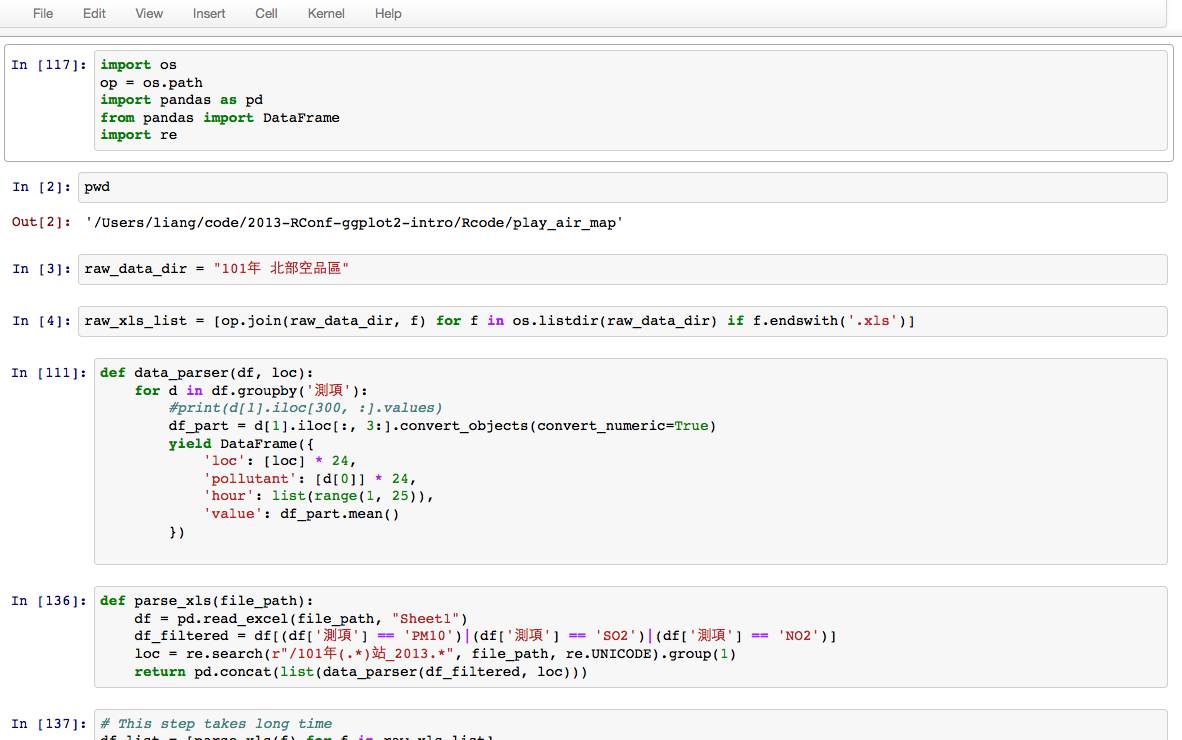 File Edit View Insert Cell Kernel Help
In [117]: import os
op = os.path
import pandas as pd
from pandas import DataFrame
import re
In [2]: pwd
Out[2]: '/Users/liang/code/2013-RConf-ggplot2-intro/Rcode/play_air_map'
In [3]: raw_data_dir = "101年 北部空品區"
In [4]: raw_xls_list = [op.join(raw_data_dir, f) for f in os.listdir(raw_data_dir) if f.endswith('.xls')]
In [111]: def data_parser(df, loc):
for d in df.groupby('測項'):
#print(d[1].iloc[300, :].values)
df_part = d[1].iloc[:, 3:].convert_objects(convert_numeric=True)
yield DataFrame({
'loc': [loc] * 24,
'pollutant': [d[0]] * 24,
'hour': list(range(1, 25)),
'value': df_part.mean()
})
In [136]: def parse_xls(file_path):
df = pd.read_excel(file_path, "Sheet1")
df_filtered = df[(df['測項'] == 'PM10')|(df['測項'] == 'SO2')|(df['測項'] == 'NO2')]
loc = re.search(r"/101年(.*)站_2013.*", file_path, re.UNICODE).group(1)
return pd.concat(list(data_parser(df_filtered, loc)))
In [137]: # This step takes long time
df_list = [parse_xls(f) for f in raw_xls_list]